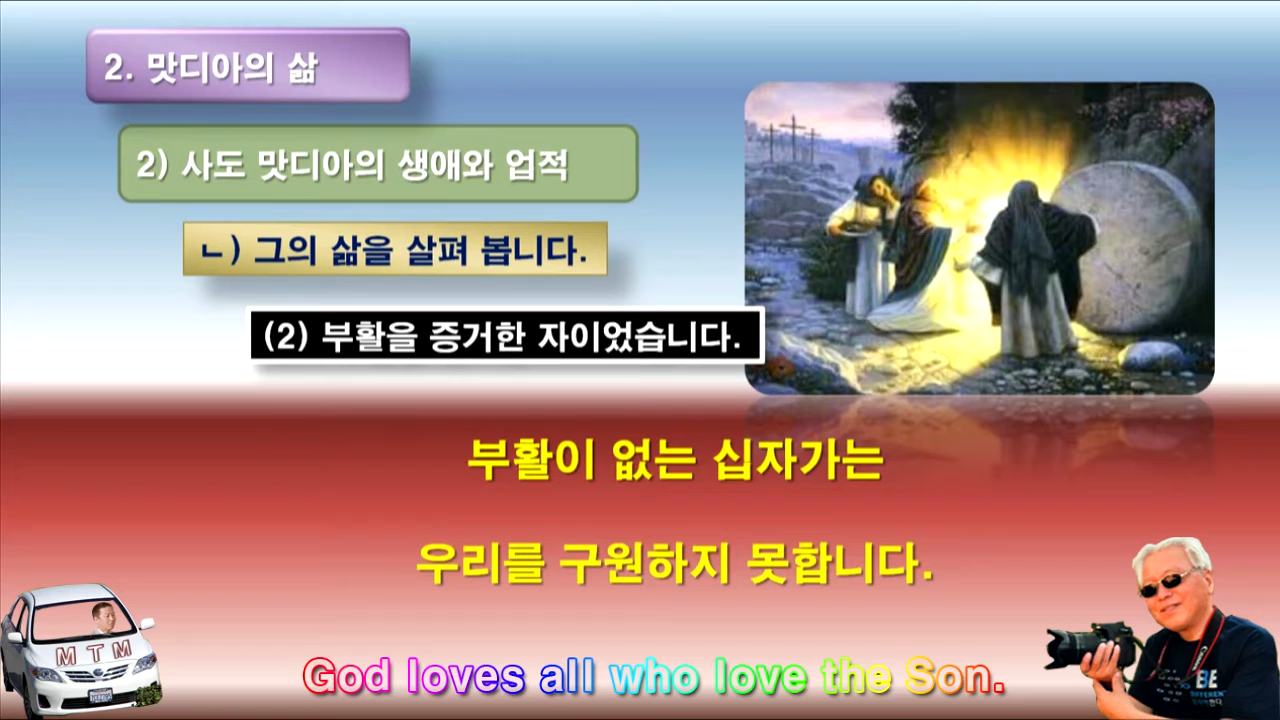 2. 맛디아의 삶
2) 사도 맛디아의 생애와 업적
ㄴ) 그의 삶을 살펴 봅니다.
(2) 부활을 증거한 자이었습니다.
부활이 없는 십자가는
우리를 구원하지 못합니다.
MTM
God loves all who love the Son.
BE
DIFFERENT